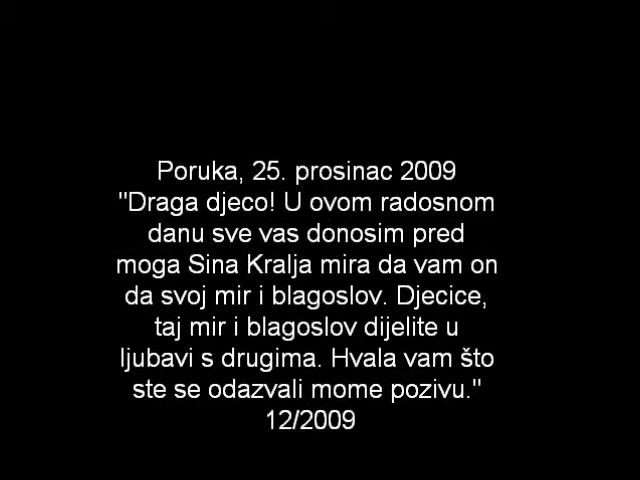 Poruka, 25. prosinac 2009
"Draga djeco! U ovom radosnom
danu sve vas donosim pred
moga Sina Kralja mira da vam on
da svoj mir i blagoslov. Djecice,
taj mir i blagoslov dijelite u
ljubavi s drugima. Hvala vam što
ste se odazvali mome pozivu."
12/2009